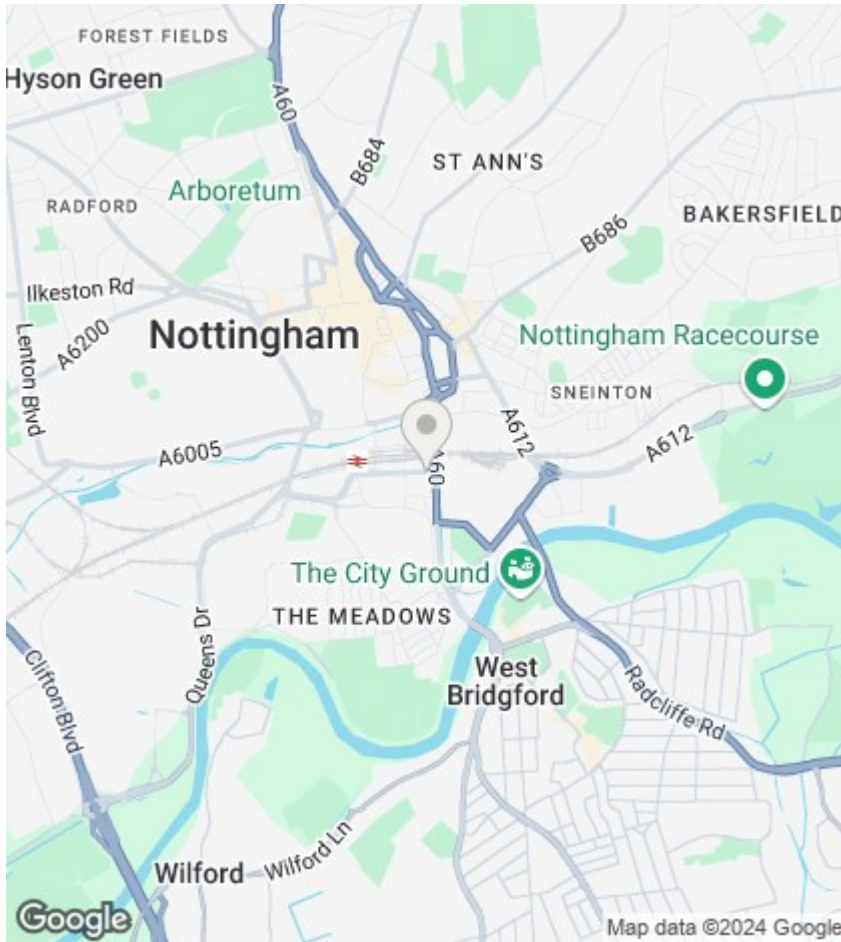 FOREST FIELDS
Hyson Green
A60
B684
ST ANN'S
Arboretum
RADFORD
BAKERSFIELD
B686
Ilkeston Rd
Lenton Blvd
A6200
Nottingham
Nottingham Racecourse
SNEINTON
A612
A612
A6005
A60
The City Ground
THE MEADOWS
Queens Dr
West
Bridgford
Clifton Blvd
Radcliffe Rd
Wilford Ln
Wilford
Google
Map data ©2024 Google